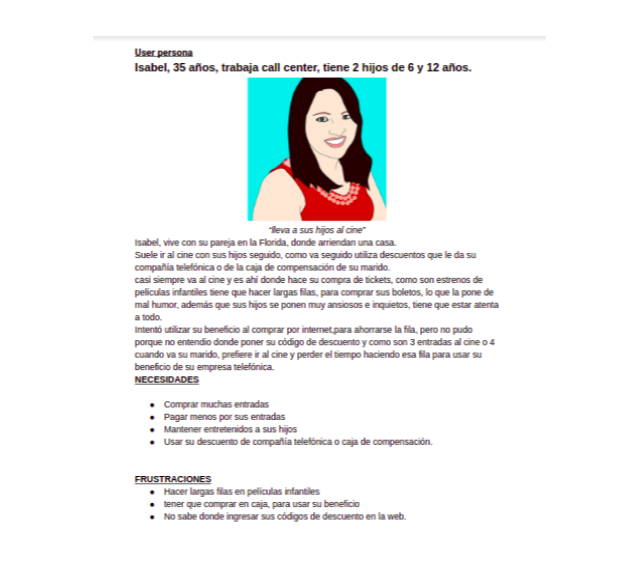 User persona
Isabel, 35 años, trabaja call center, tiene 2 hijos de 6 y 12 años.
"lleva a sus hijos al cine"
Isabel, vive con su pareja en la Florida, donde arriendan una casa.
Suele ir al cine con sus hijos seguido, como va seguido utiliza descuentos que le da su
compañía telefónica o de la caja de compensación de su marido.
casi siempre va al cine y es ahí donde hace su compra de tickets, como son estrenos de
películas infantiles tiene que hacer largas filas, para comprar sus boletos, lo que la pone de
mal humor, además que sus hijos se ponen muy ansiosos e inquietos, tiene que estar atenta
a todo.
Intentó utilizar su beneficio al comprar por internet,para ahorrarse la fila, pero no pudo
porque no entendio donde poner su código de descuento y como son 3 entradas al cine o 4
cuando va su marido, prefiere ir al cine y perder el tiempo haciendo esa fila para usar su
beneficio de su empresa telefónica.
NECESIDADES
● Comprar muchas entradas
● Pagar menos por sus entradas
● Mantener entretenidos a sus hijos
● Usar su descuento de compañía telefónica o caja de compensación.
FRUSTRACIONES
● Hacer largas filas en películas infantiles
● tener que comprar en caja, para usar su beneficio
● No sabe donde ingresar sus códigos de descuento en la web.